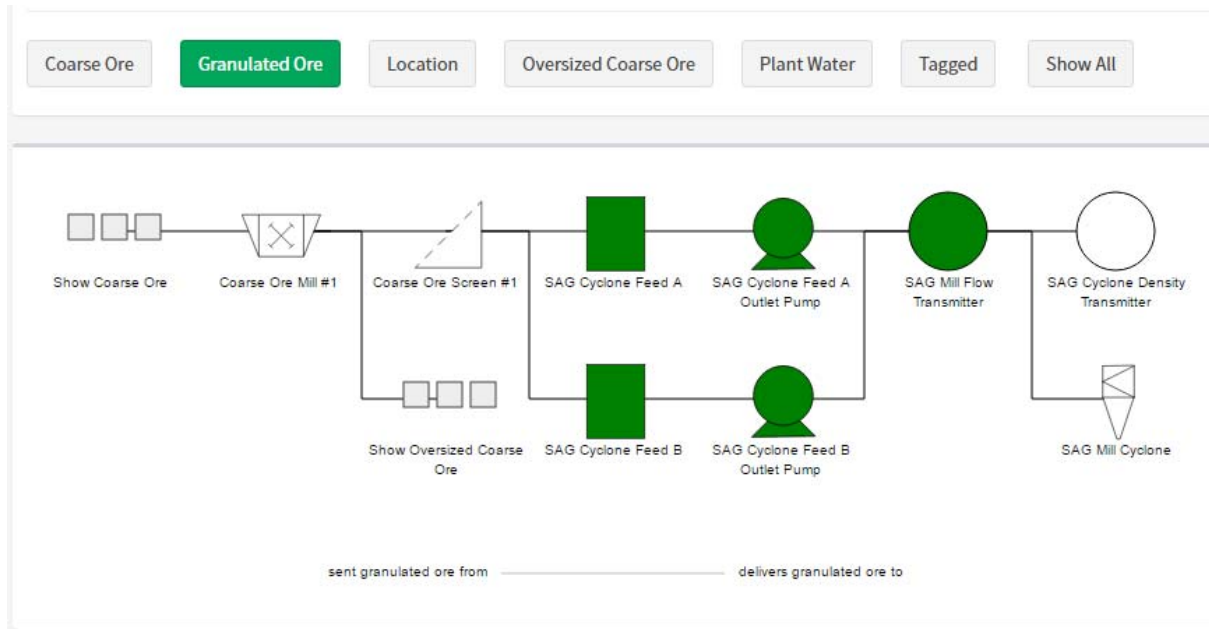 Coarse Ore
Granulated Ore
Location
Oversized Coarse Ore
Plant Water
Tagged
Show All
Show Coarse Ore
Coarse Ore Mill #1
Coarse Ore Screen #1
SAG Cyclone Feed A
SAG Cyclone Feed A
Outlet Pump
SAG Mill Flow
Transmitter
SAG Cyclone Density
Transmitter
Show Oversized Coarse
Ore
SAG Cyclone Feed B
SAG Cyclone Feed B
Outlet Pump
SAG Mill Cyclone
sent granulated ore from
delivers granulated ore to